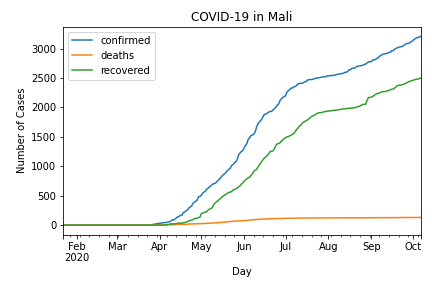 COVID-19 in Mali
confirmed
deaths
recovered
Number of Cases
3000
2500
2000
1500
1000
500
0
Feb Mar Apr May Jun Jul Aug Sep Oct
2020
Day